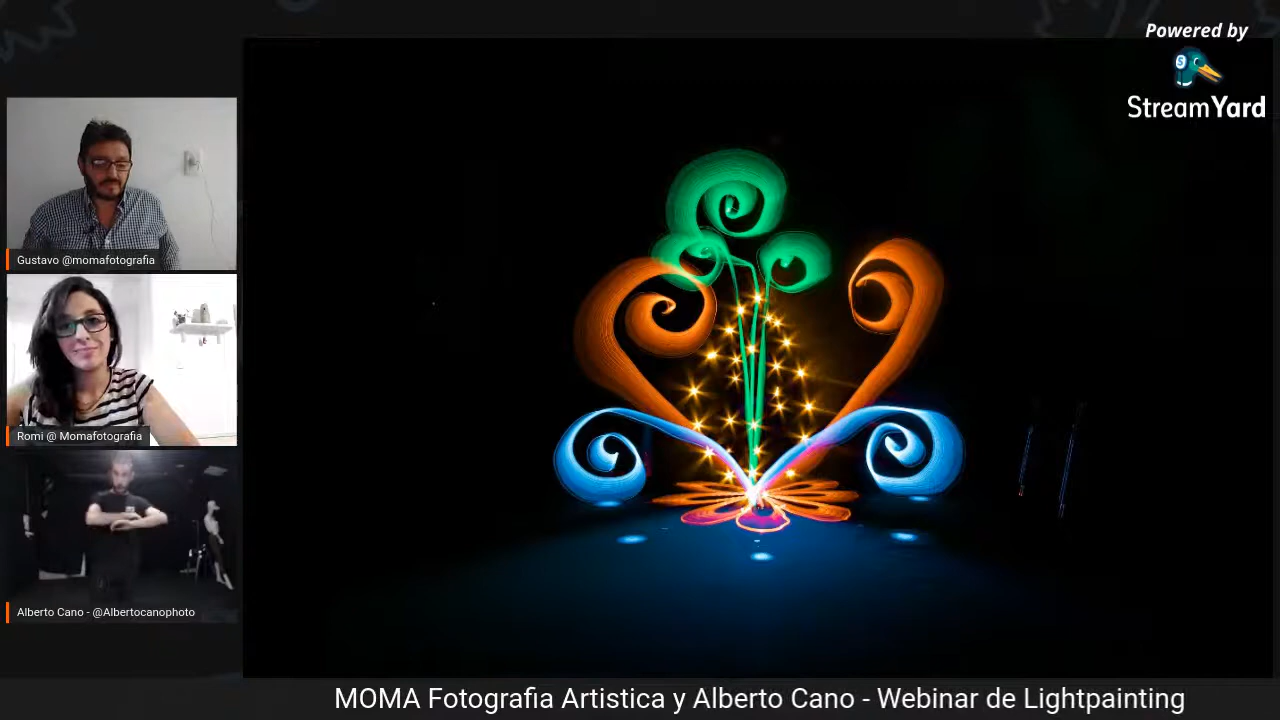 Powered by
StreamYard
Gustavo @momafotografia
Romi @ Momafotografia
Alberto Cano - @Albertocanophoto
MOMA Fotografia Artistica y Alberto Cano - Webinar de Lightpainting